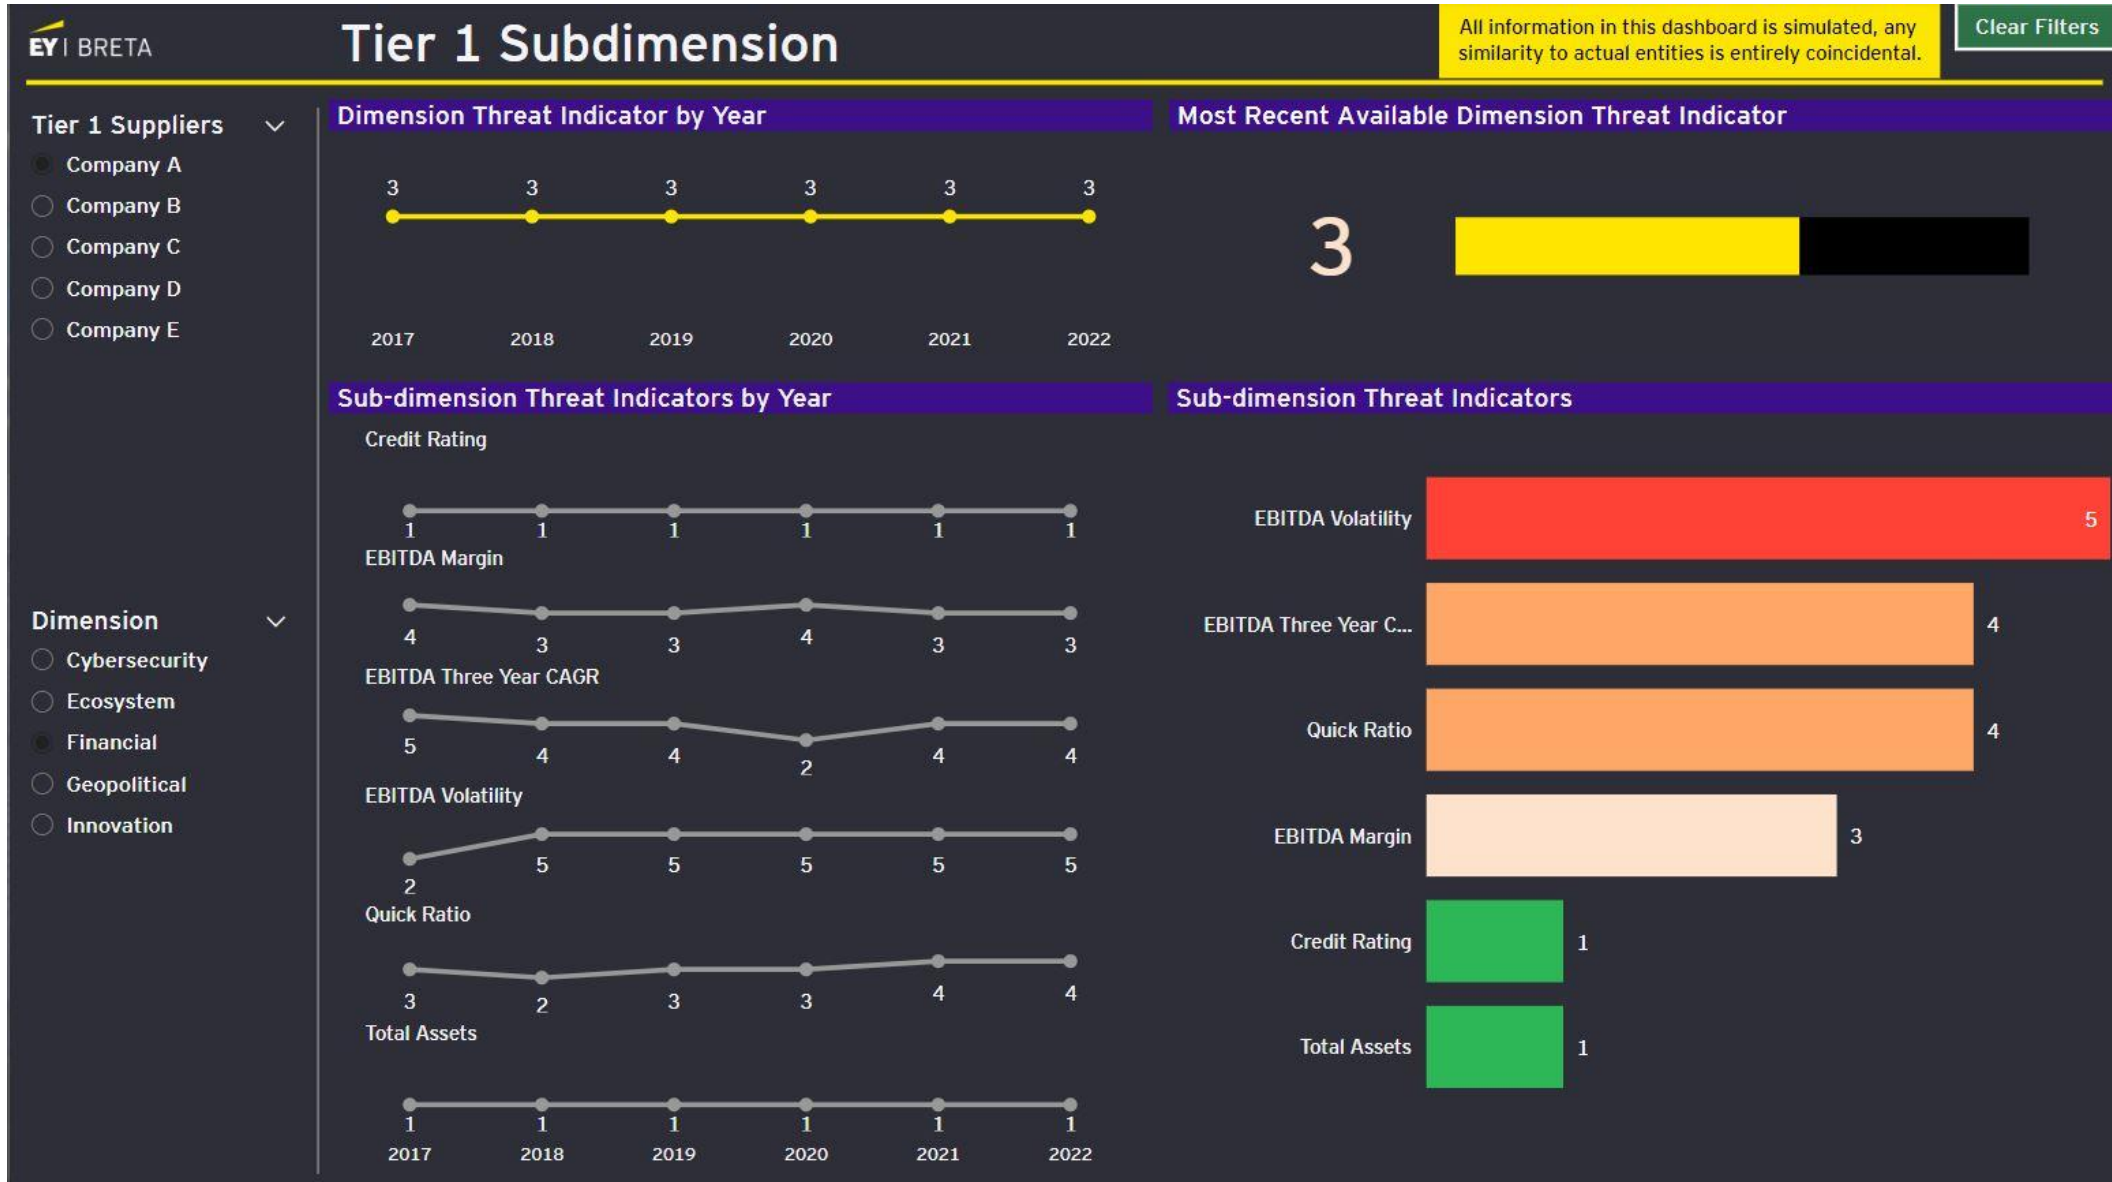 EY | BRETA
Tier 1 Subdimension
All information in this dashboard is simulated, any
similarity to actual entities is entirely coincidental.
Clear Filters
Tier 1 Suppliers
Company A
Company B
Company C
Company D
Company E
Dimension
Cybersecurity
Ecosystem
Financial
Geopolitical
Innovation
Dimension Threat Indicator by Year
3 3 3 3 3 3
2017 2018 2019 2020 2021 2022
Most Recent Available Dimension Threat Indicator
3
Sub-dimension Threat Indicators by Year
Credit Rating
1 1 1 1 1 1
EBITDA Margin
4 3 3 4 3 3
EBITDA Three Year CAGR
5 4 4 2 4 4
EBITDA Volatility
2 5 5 5 5 5
Quick Ratio
3 2 3 3 4 4
Total Assets
1 1 1 1 1 1
2017 2018 2019 2020 2021 2022
Sub-dimension Threat Indicators
EBITDA Volatility 5
EBITDA Three Year C... 4
Quick Ratio 4
EBITDA Margin 3
Credit Rating 1
Total Assets 1